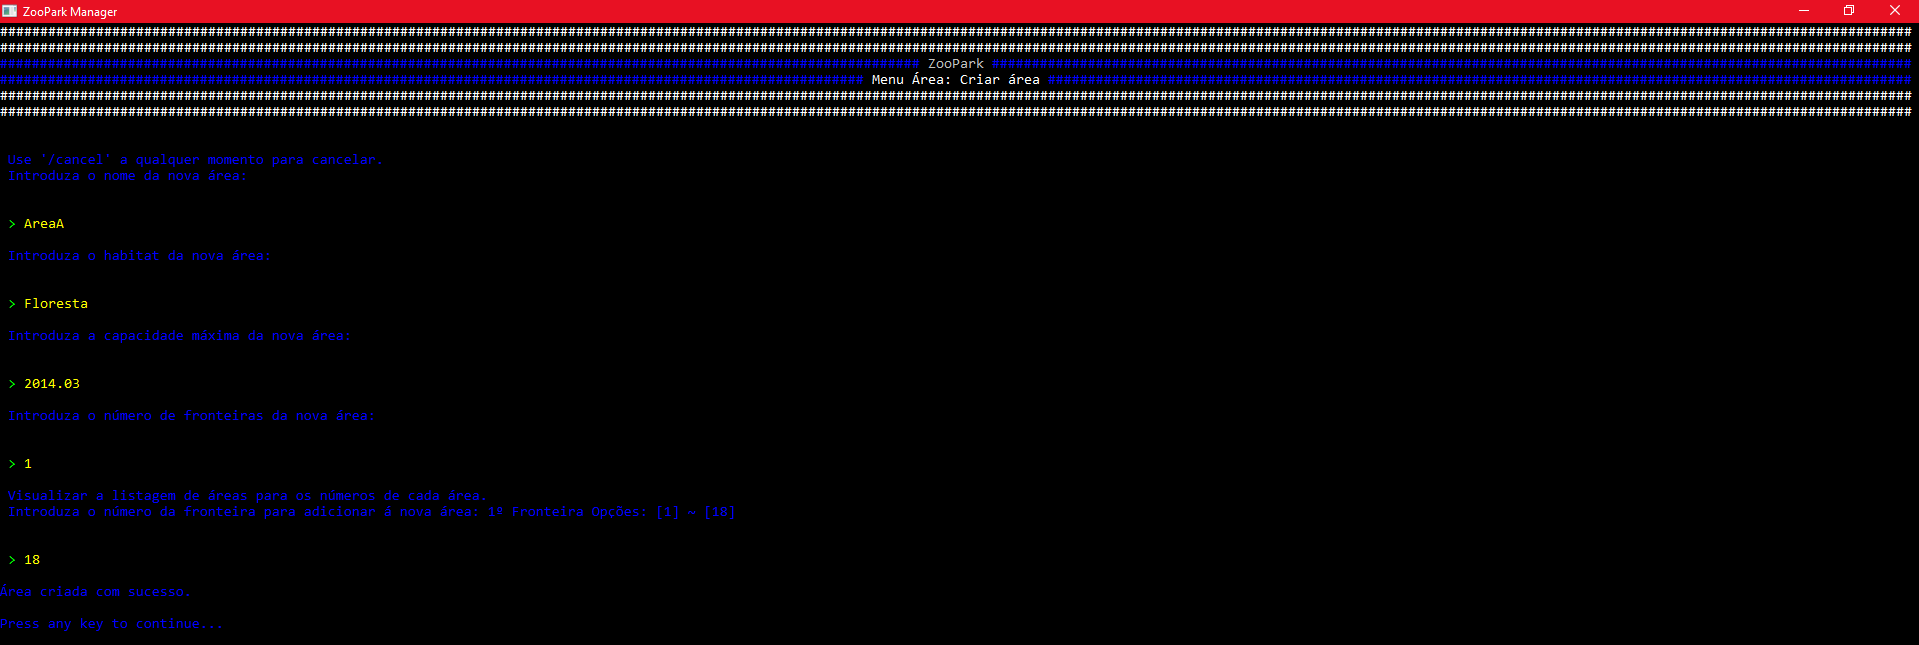 ZooPark Manager
ZooPark
Menu Área: Criar área
Use '/cancel' a qualquer momento para cancelar.
Introduza o nome da nova área:
> AreaA
Introduza o habitat da nova área:
> Floresta
Introduza a capacidade máxima da nova área:
> 2014.03
Introduza o número de fronteiras da nova área:
> 1
Visualizar a listagem de áreas para os números de cada área.
Introduza o número da fronteira para adicionar á nova área: 1º Fronteira Opções: [1] ~ [18]
> 18
Área criada com sucesso.
Press any key to continue...